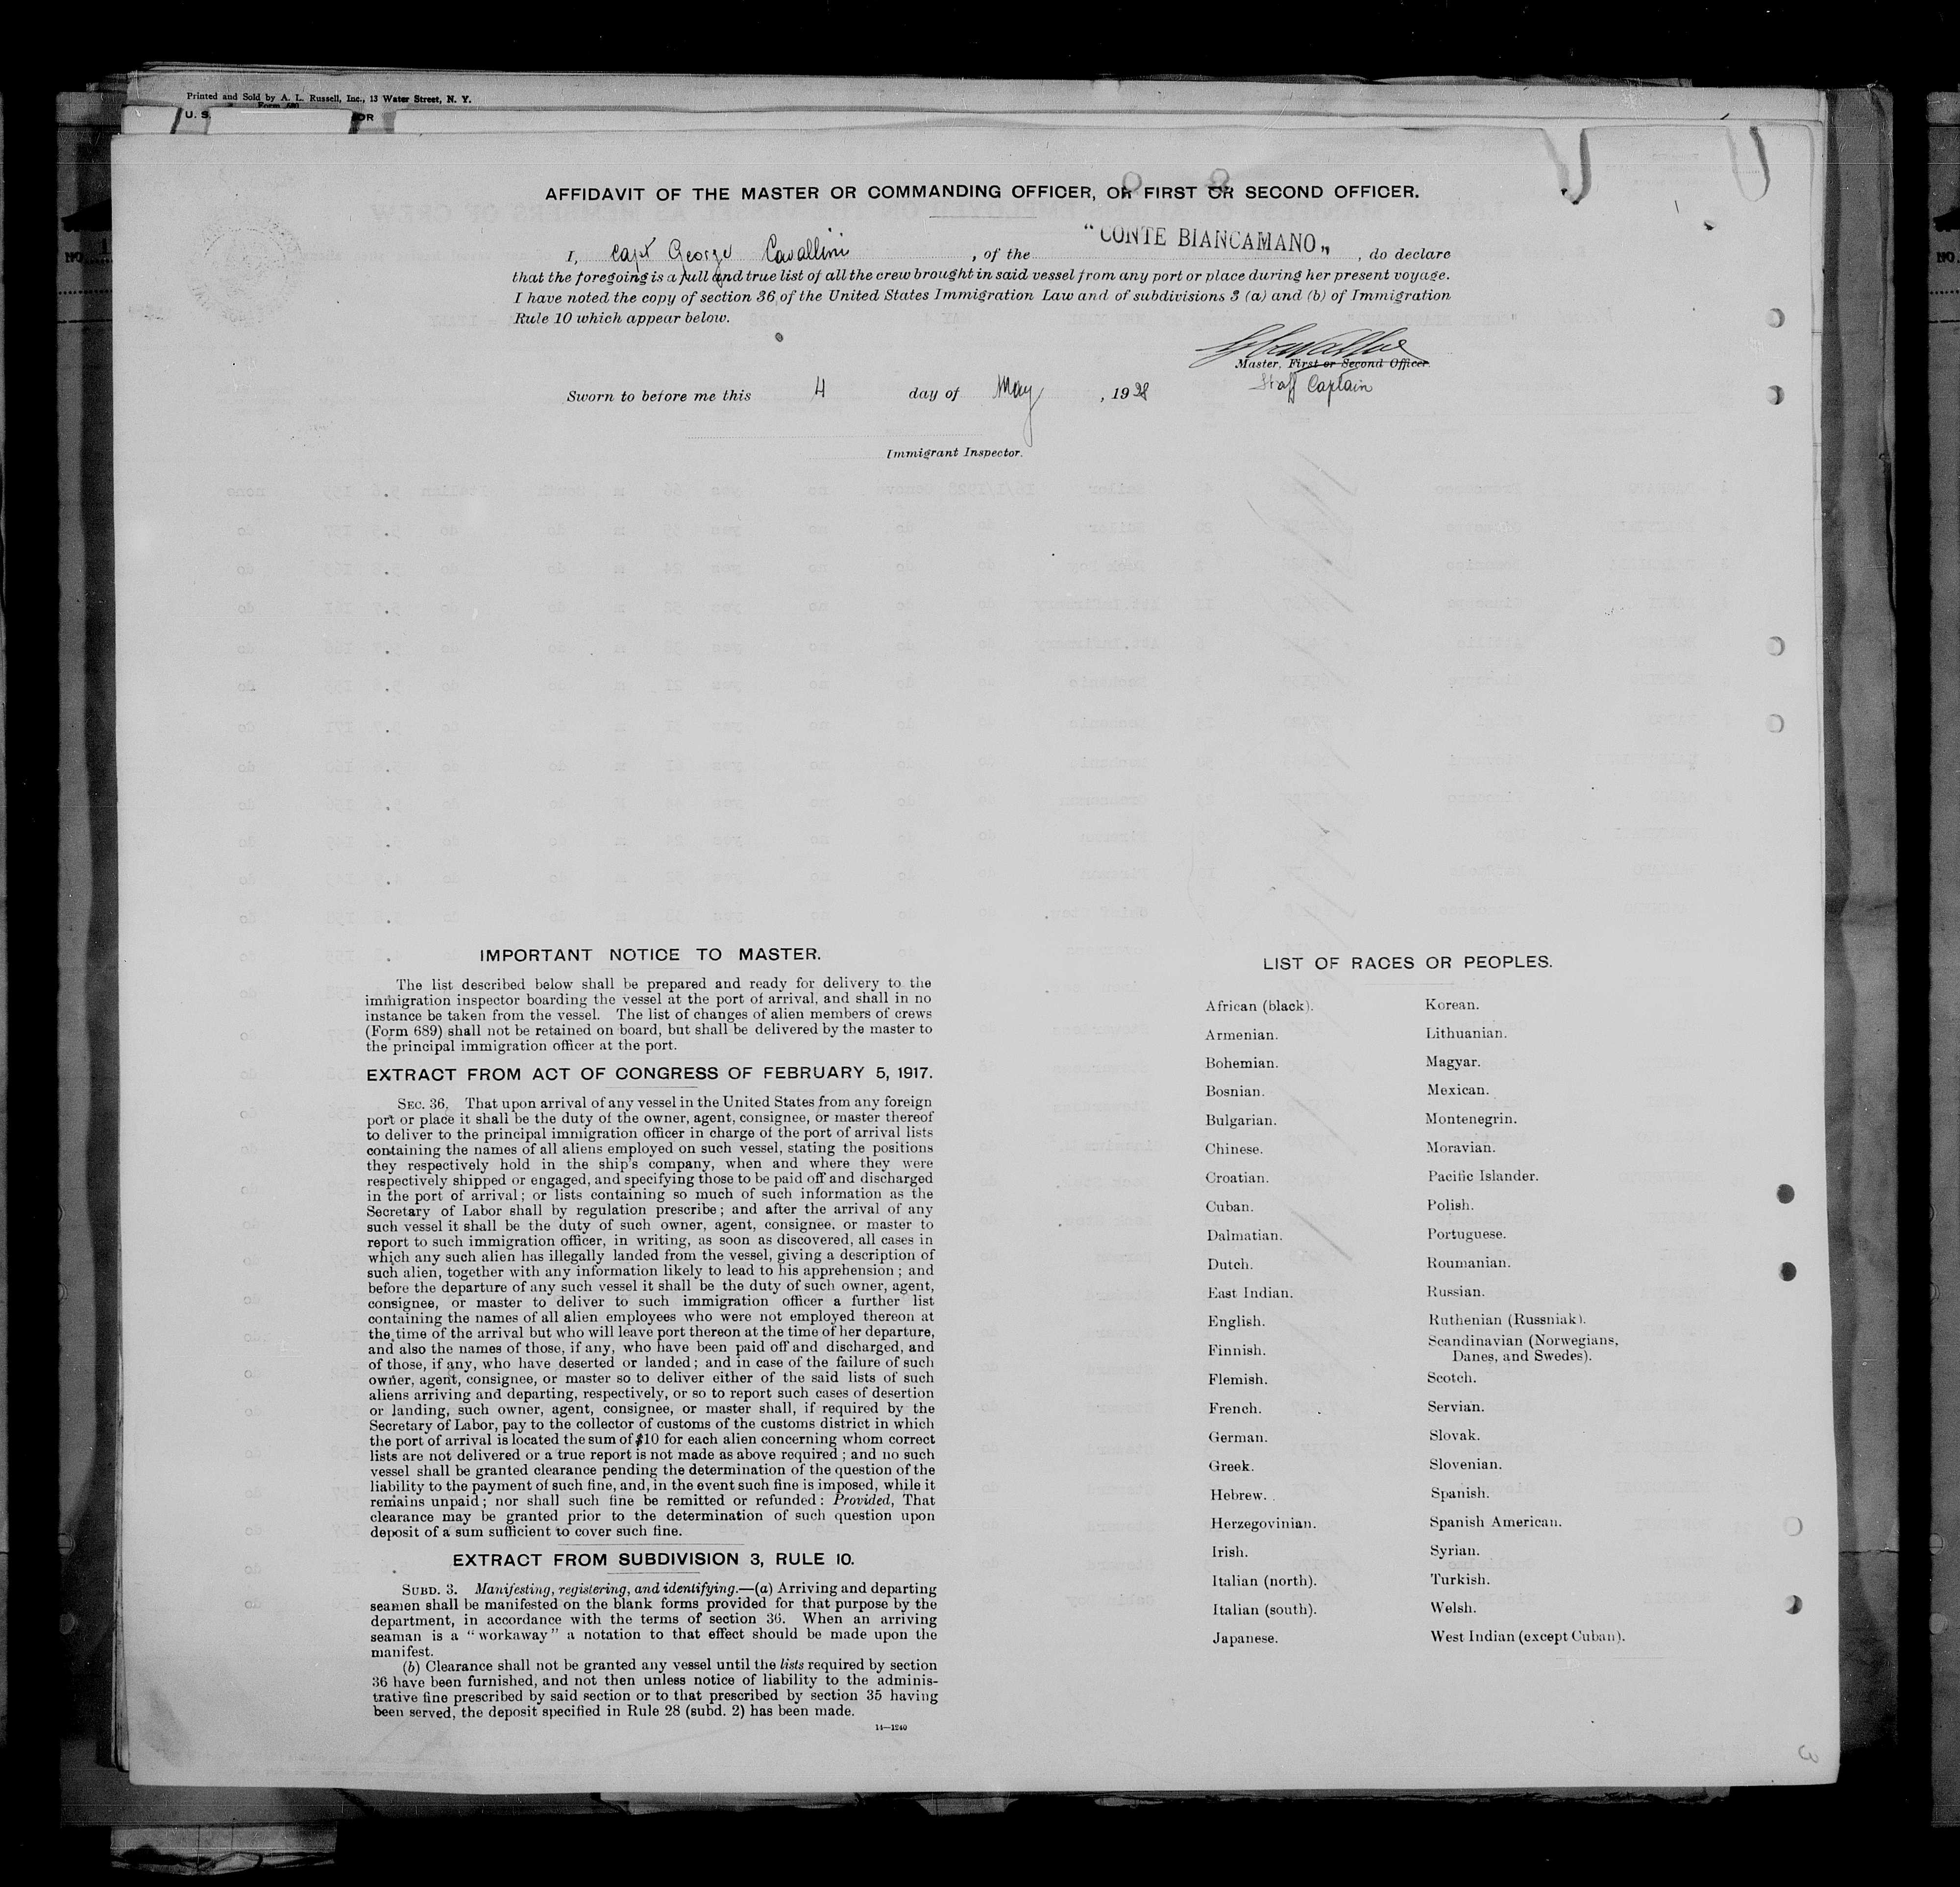 Printed and Sold by A. L. Russell, Inc., 13 Water Street, N. Y.
Form 680
U. S.
OR
AFFIDAVIT OF THE MASTER OR COMMANDING OFFICER, OR FIRST OR SECOND OFFICER.
I, Capt George Cavallini, of the "CONTE BIANCAMANO„, do declare
that the foregoing is a full and true list of all the crew brought in said vessel from any port or place during her present voyage.
I have noted the copy of section 36 of the United States Immigration Law and of subdivisions 3 (a) and (b) of Immigration
Rule 10 which appear below.
Master, First or Second Officer.
Staff Captain
Sworn to before me this 4 day of May, 1928
Immigrant Inspector.
IMPORTANT NOTICE TO MASTER.
The list described below shall be prepared and ready for delivery to the
immigration inspector boarding the vessel at the port of arrival, and shall in no
instance be taken from the vessel. The list of changes of alien members of crews
(Form 689) shall not be retained on board, but shall be delivered by the master to
the principal immigration officer at the port.
EXTRACT FROM ACT OF CONGRESS OF FEBRUARY 5, 1917.
SEC. 36. That upon arrival of any vessel in the United States from any foreign
port or place it shall be the duty of the owner, agent, consignee, or master thereof
to deliver to the principal immigration officer in charge of the port of arrival lists
containing the names of all aliens employed on such vessel, stating the positions
they respectively hold in the ship's company, when and where they were
respectively shipped or engaged, and specifying those to be paid off and discharged
in the port of arrival; or lists containing so much of such information as the
Secretary of Labor shall by regulation prescribe; and after the arrival of any
such vessel it shall be the duty of such owner, agent, consignee, or master to
report to such immigration officer, in writing, as soon as discovered, all cases in
which any such alien has illegally landed from the vessel, giving a description of
such alien, together with any information likely to lead to his apprehension; and
before the departure of any such vessel it shall be the duty of such owner, agent,
consignee, or master to deliver to such immigration officer a further list
containing the names of all alien employees who were not employed thereon at
the time of the arrival but who will leave port thereon at the time of her departure,
and also the names of those, if any, who have been paid off and discharged, and
of those, if any, who have deserted or landed; and in case of the failure of such
owner, agent, consignee, or master so to deliver either of the said lists of such
aliens arriving and departing, respectively, or so to report such cases of desertion
or landing, such owner, agent, consignee, or master shall, if required by the
Secretary of Labor, pay to the collector of customs of the customs district in which
the port of arrival is located the sum of $10 for each alien concerning whom correct
lists are not delivered or a true report is not made as above required; and no such
vessel shall be granted clearance pending the determination of the question of the
liability to the payment of such fine, and, in the event such fine is imposed, while it
remains unpaid; nor shall such fine be remitted or refunded: Provided, That
clearance may be granted prior to the determination of such question upon
deposit of a sum sufficient to cover such fine.
EXTRACT FROM SUBDIVISION 3, RULE 10.
SUBD. 3. Manifesting, registering, and identifying.—(a) Arriving and departing
seamen shall be manifested on the blank forms provided for that purpose by the
department, in accordance with the terms of section 36. When an arriving
seaman is a "workaway" a notation to that effect should be made upon the
manifest.
(b) Clearance shall not be granted any vessel until the lists required by section
36 have been furnished, and not then unless notice of liability to the adminis-
trative fine prescribed by said section or to that prescribed by section 35 having
been served, the deposit specified in Rule 28 (subd. 2) has been made.
14—1240
LIST OF RACES OR PEOPLES.
African (black).
Armenian.
Bohemian.
Bosnian.
Bulgarian.
Chinese.
Croatian.
Cuban.
Dalmatian.
Dutch.
East Indian.
English.
Finnish.
Flemish.
French.
German.
Greek.
Hebrew.
Herzegovinian.
Irish.
Italian (north).
Italian (south).
Japanese.
Korean.
Lithuanian.
Magyar.
Mexican.
Montenegrin.
Moravian.
Pacific Islander.
Polish.
Portuguese.
Roumanian.
Russian.
Ruthenian (Russniak).
Scandinavian (Norwegians,
Danes, and Swedes).
Scotch.
Servian.
Slovak.
Slovenian.
Spanish.
Spanish American.
Syrian.
Turkish.
Welsh.
West Indian (except Cuban).
3